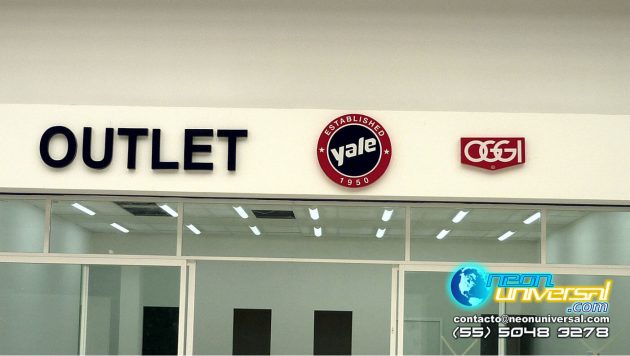 OUTLET
ESTABLISHED
yale
1950
OGGI
neon
universal
.com
contacto@neonuniversal.com
(55) 5048 3278